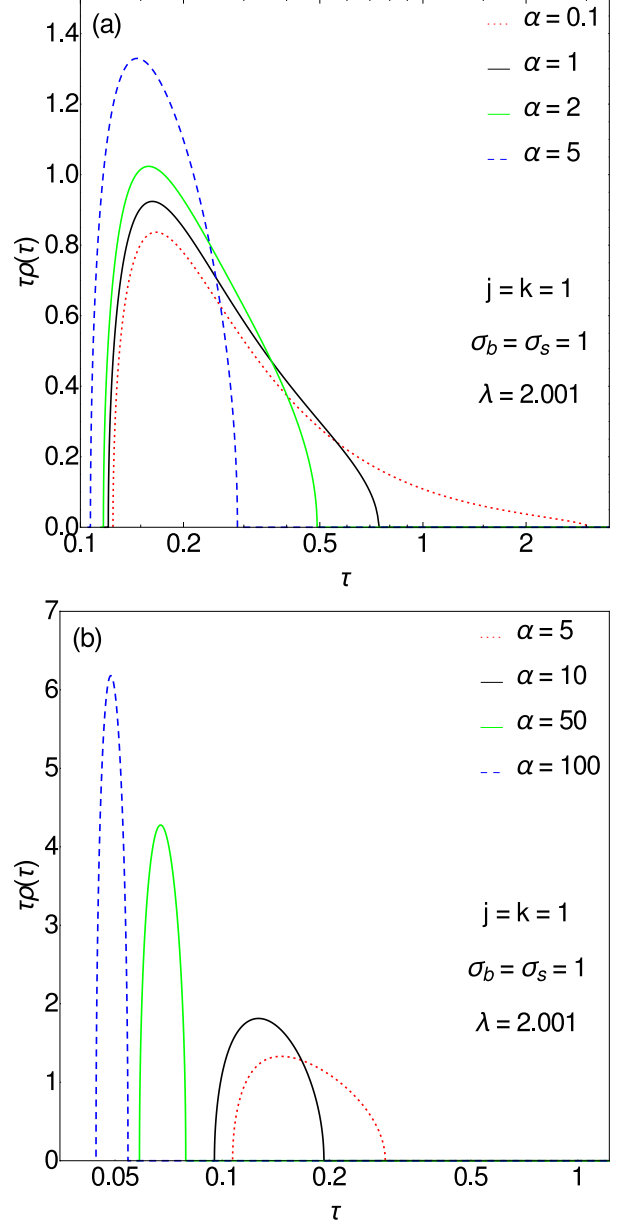 (a)
1.4
1.2
1.0
0.8
0.6
0.4
0.2
0.0
τρ(τ)
α = 0.1
α = 1
α = 2
α = 5
j = k = 1
σb = σs = 1
λ = 2.001
0.1 0.2 0.5 1 2
τ
(b)
7
6
5
4
3
2
1
0
τρ(τ)
α = 5
α = 10
α = 50
α = 100
j = k = 1
σb = σs = 1
λ = 2.001
0.05 0.1 0.2 0.5 1
τ